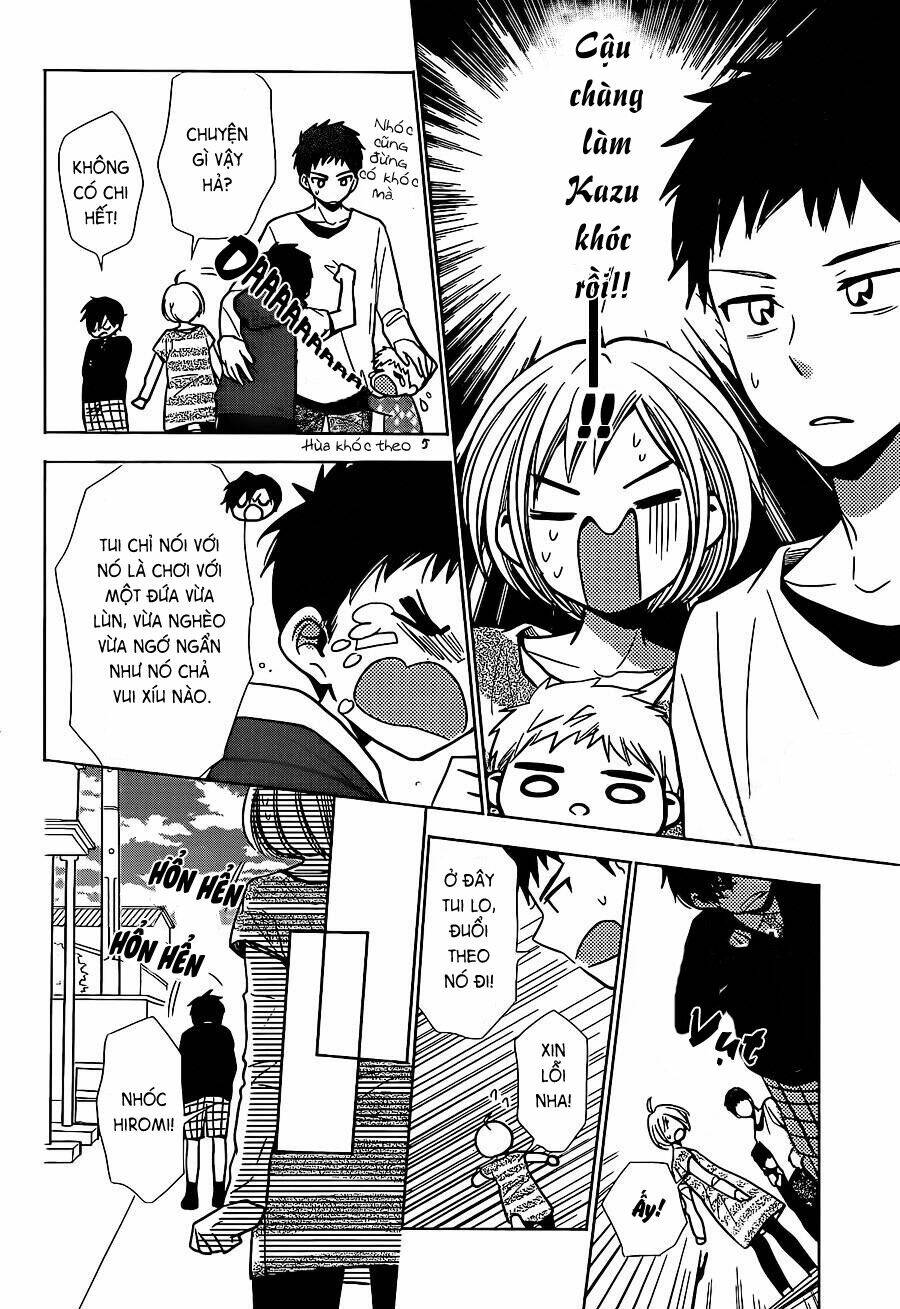 Cậu
chàng
làm
Kazu
khóc
rồi!!
!!
Nhóc
cũng
đừng
có khóc
mà
CHUYỆN
GÌ VẬY
HẢ?
KHÔNG
CÓ CHI
HẾT!
OAAAAAAAAAAA
Hùa khóc theo
TUI CHỈ NÓI VỚI
NÓ LÀ CHƠI VỚI
MỘT ĐỨA VỪA
LÙN, VỪA NGHÈO
VỪA NGỚ NGẨN
NHƯ NÓ CHẢ
VUI XÍU NÀO.
Vụt
Ấy!
Ở ĐÂY
TUI LO,
ĐUỔI
THEO
NÓ ĐI!
XIN
LỖI
NHA!
HỔN HỂN
HỔN HỂN
NHÓC
HIROMI!